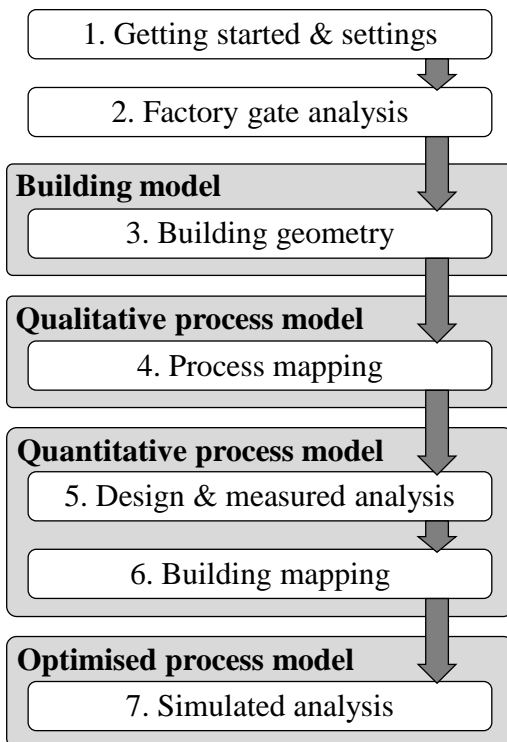 1. Getting started & settings
2. Factory gate analysis
Building model
3. Building geometry
Qualitative process model
4. Process mapping
Quantitative process model
5. Design & measured analysis
6. Building mapping
Optimised process model
7. Simulated analysis